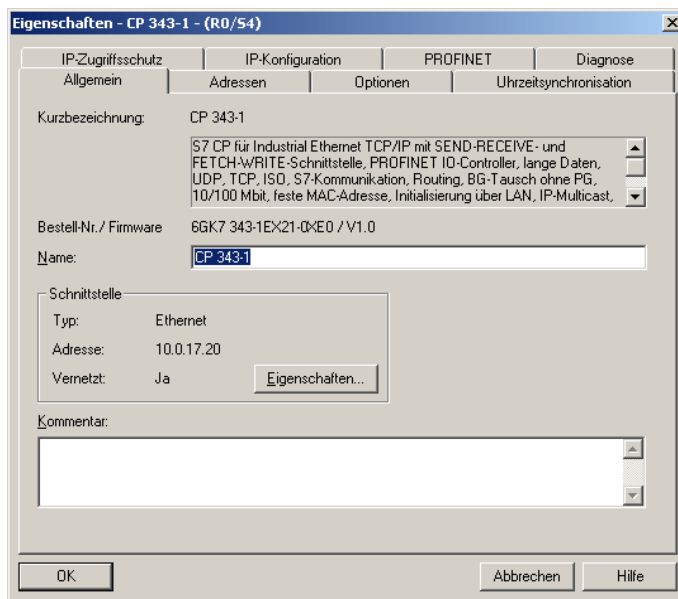 Eigenschaften - CP 343-1 - (R0/S4)
IP-Zugriffsschutz IP-Konfiguration PROFINET Diagnose
Allgemein Adressen Optionen Uhrzeitsynchronisation
Kurzbezeichnung: CP 343-1
S7 CP für Industrial Ethernet TCP/IP mit SEND-RECEIVE- und
FETCH-WRITE-Schnittstelle, PROFINET IO-Controller, lange Daten,
UDP, TCP, ISO, S7-Kommunikation, Routing, BG-Tausch ohne PG,
10/100 Mbit, feste MAC-Adresse, Initialisierung über LAN, IP-Multicast,
Bestell-Nr./ Firmware 6GK7 343-1EX21-0XE0 / V1.0
Name: CP 343-1
Schnittstelle
Typ: Ethernet
Adresse: 10.0.17.20
Vernetzt: Ja Eigenschaften...
Kommentar:
OK Abbrechen Hilfe